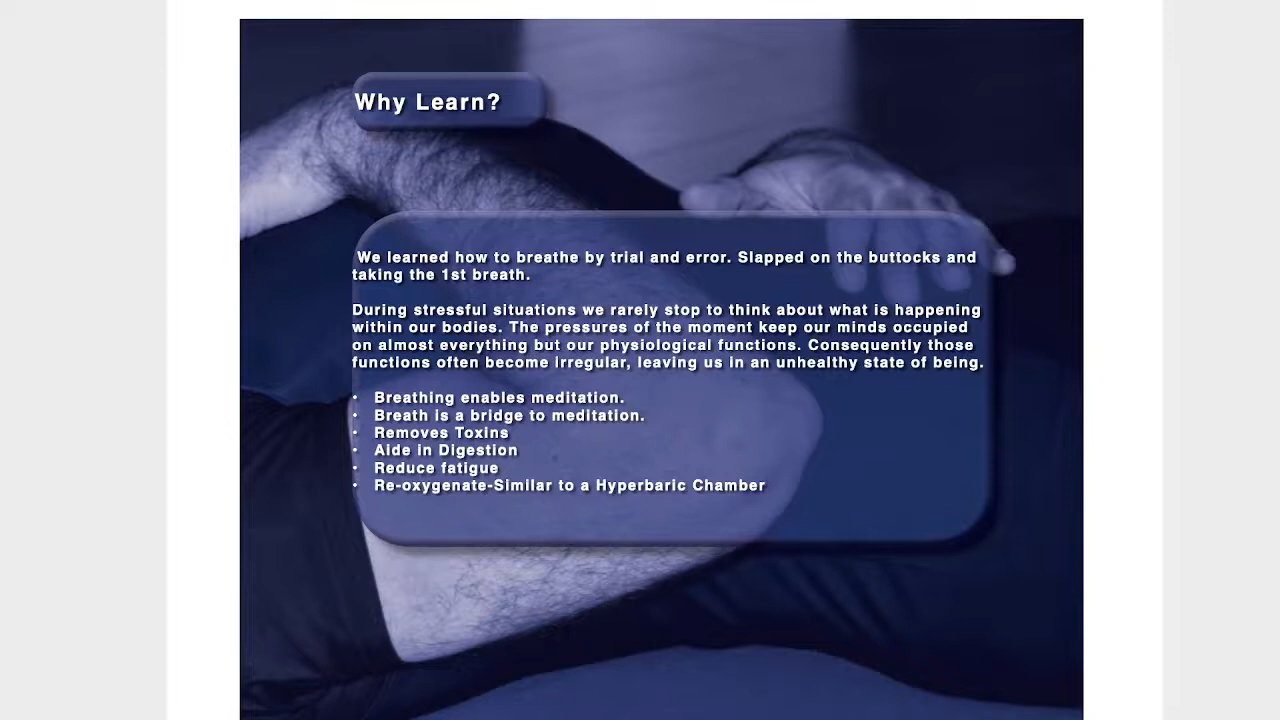 Why Learn?
We learned how to breathe by trial and error. Slapped on the buttocks and
taking the 1st breath.
During stressful situations we rarely stop to think about what is happening
within our bodies. The pressures of the moment keep our minds occupied
on almost everything but our physiological functions. Consequently those
functions often become irregular, leaving us in an unhealthy state of being.
• Breathing enables meditation.
• Breath is a bridge to meditation.
• Removes Toxins
• Aide in Digestion
• Reduce fatigue
• Re-oxygenate-Similar to a Hyperbaric Chamber